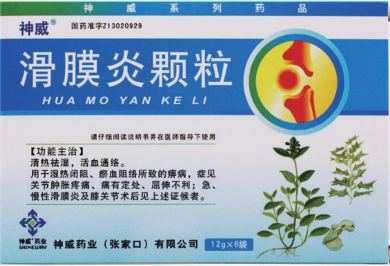 神威系列药品
神威® 国药准字Z13020929
滑膜炎颗粒
HUA MO YAN KE LI
请仔细阅读说明书并在医师指导下使用
【功能主治】
清热祛湿，活血通络。
用于湿热闭阻、瘀血阻络所致的痹病，症见
关节肿胀疼痛、痛有定处、屈伸不利；急、
慢性滑膜炎及膝关节术后见上述证候者。
神威®药业
SHINEWAY
神威药业（张家口）有限公司
12g×6袋